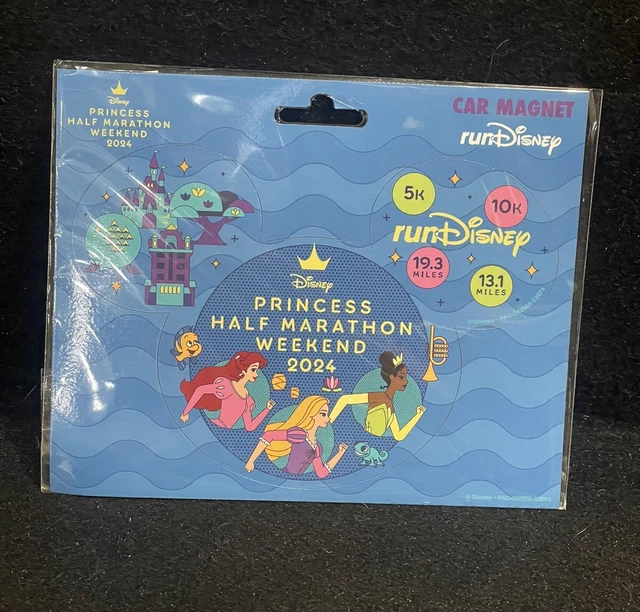 Disney
PRINCESS
HALF MARATHON
WEEKEND
2024
CAR MAGNET
runDisney
5K
10K
runDisney
19.3
MILES
13.1
MILES
Disney
PRINCESS
HALF MARATHON
WEEKEND
2024
© Disney